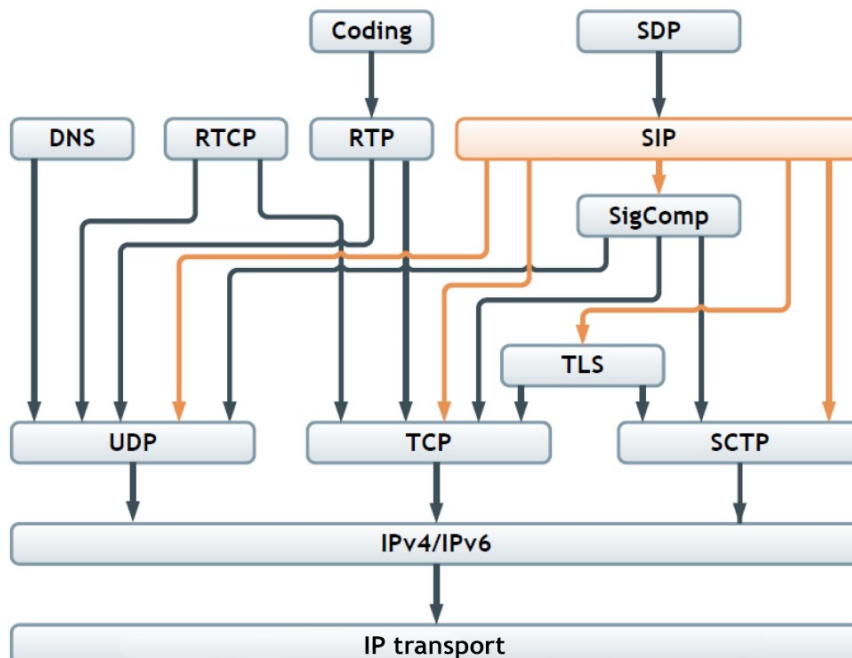 Coding
SDP
DNS
RTCP
RTP
SIP
SigComp
TLS
UDP
TCP
SCTP
IPv4/IPv6
IP transport